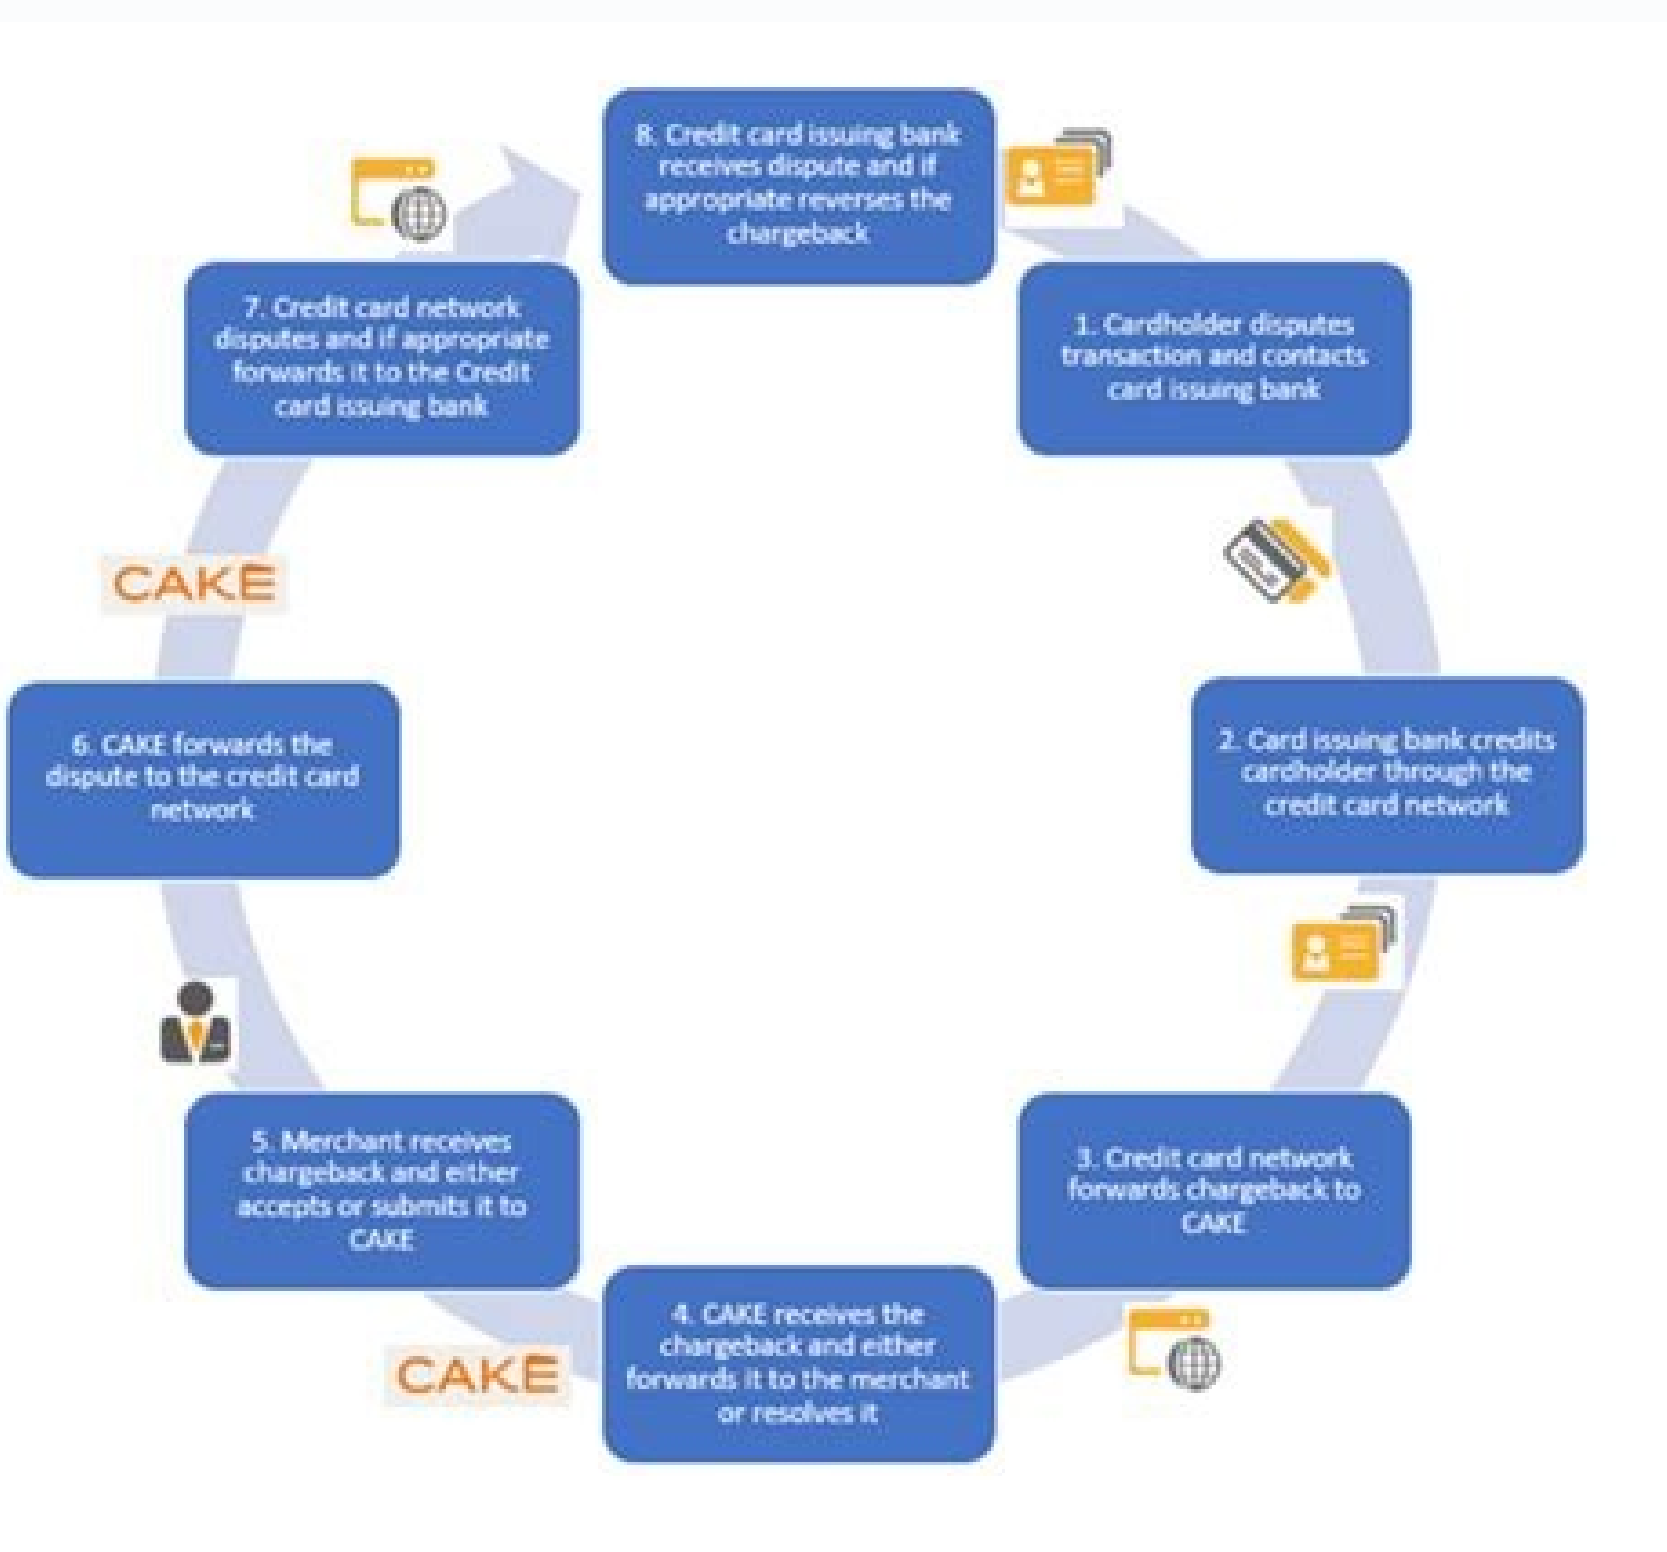 8. Credit card issuing bank
receives dispute and if
appropriate reverses the
chargeback
1. Cardholder disputes
transaction and contacts
card issuing bank
2. Card issuing bank credits
cardholder through the
credit card network
3. Credit card network
forwards chargeback to
CAKE
4. CAKE receives the
chargeback and either
forwards it to the merchant
or resolves it
CAKE
5. Merchant receives
chargeback and either
accepts or submits it to
CAKE
6. CAKE forwards the
dispute to the credit card
network
CAKE
7. Credit card network
disputes and if appropriate
forwards it to the Credit
card issuing bank